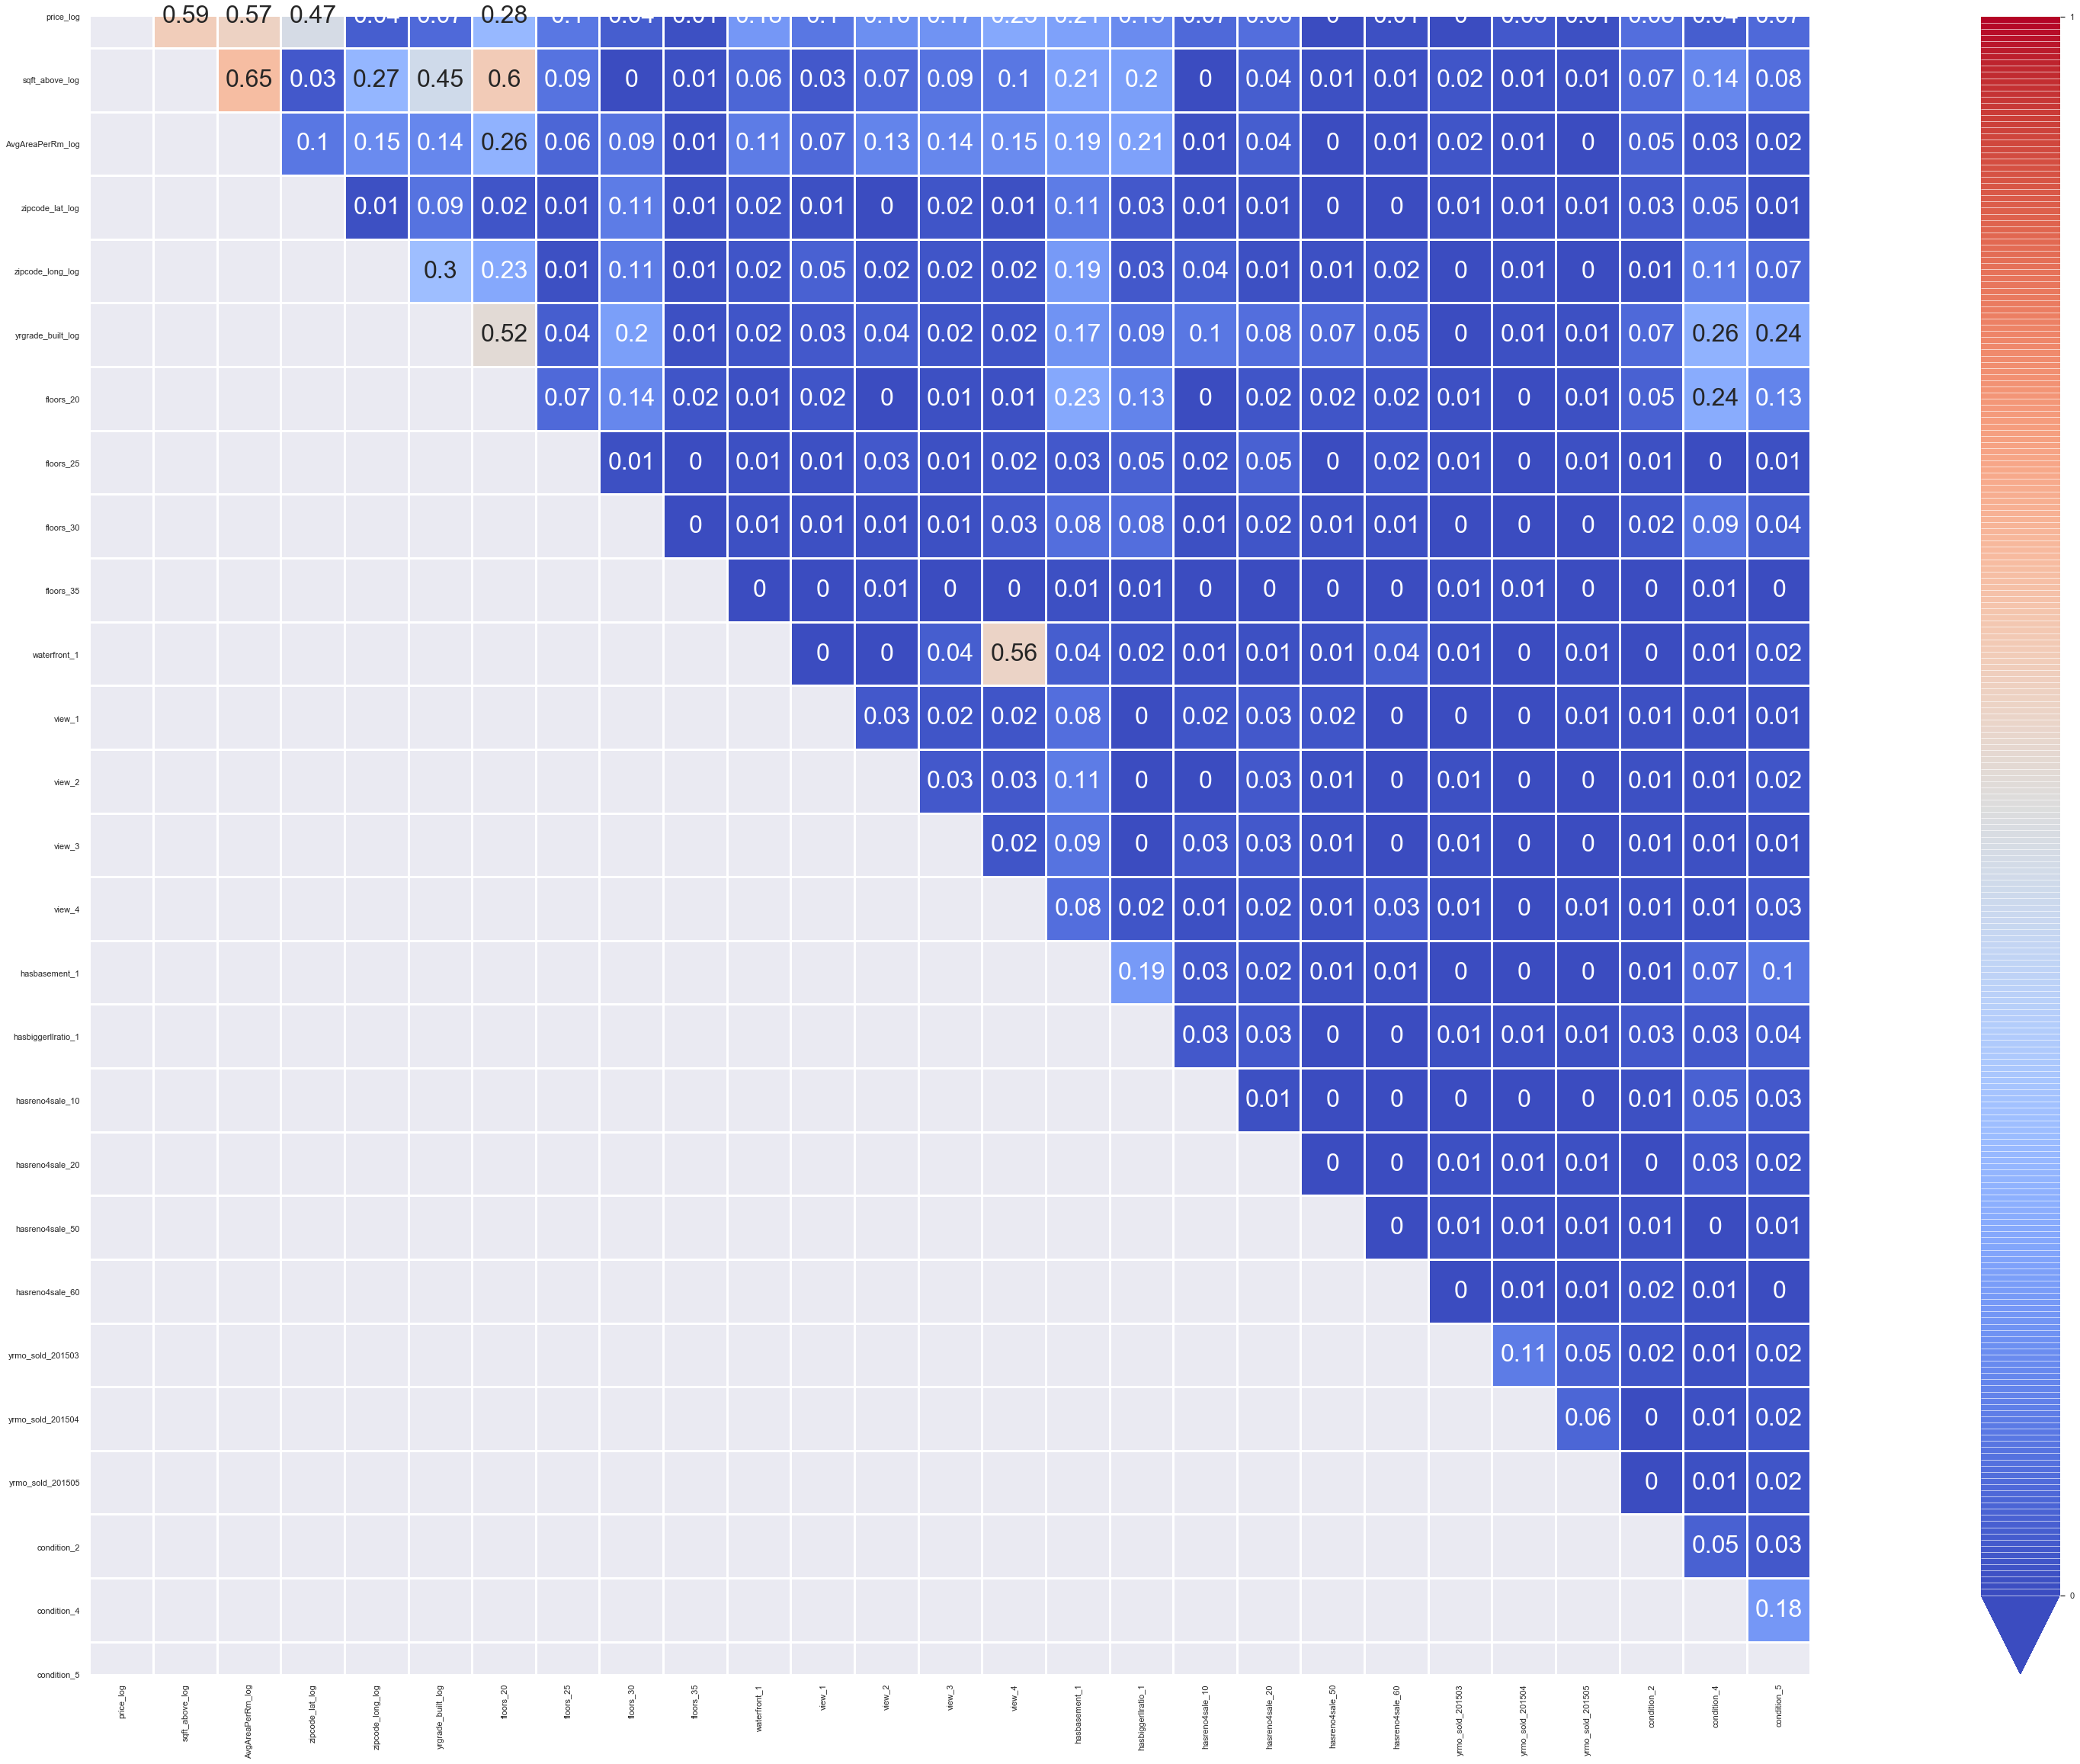 price_log 0.59 0.57 0.47 0.04 0.07 0.28 0.1 0.04 0.01 0.1 0.17 0.21 0.07 0 0.01 0 0.01 0.04 0.07 1
sqft_above_log 0.65 0.03 0.27 0.45 0.6 0.09 0 0.01 0.06 0.03 0.07 0.09 0.1 0.21 0.2 0 0.04 0.01 0.01 0.02 0.01 0.01 0.07 0.14 0.08
AvgAreaPerRm_log 0.1 0.15 0.14 0.26 0.06 0.09 0.01 0.11 0.07 0.13 0.14 0.15 0.19 0.21 0.01 0.04 0 0.01 0.02 0.01 0 0.05 0.03 0.02
zipcode_lat_log 0.01 0.09 0.02 0.01 0.11 0.01 0.02 0.01 0 0.02 0.01 0.11 0.03 0.01 0.01 0 0 0.01 0.01 0.01 0.03 0.05 0.01
zipcode_long_log 0.3 0.23 0.01 0.11 0.01 0.02 0.05 0.02 0.02 0.02 0.19 0.03 0.04 0.01 0.01 0.02 0 0.01 0 0.01 0.11 0.07
yrgrade_built_log 0.52 0.04 0.2 0.01 0.02 0.03 0.04 0.02 0.02 0.17 0.09 0.1 0.08 0.07 0.05 0 0.01 0.01 0.07 0.26 0.24
floors_20 0.07 0.14 0.02 0.01 0.02 0 0.01 0.01 0.23 0.13 0 0.02 0.02 0.02 0.01 0 0.01 0.05 0.24 0.13
floors_25 0.01 0 0.01 0.01 0.03 0.01 0.02 0.03 0.05 0.02 0.05 0 0.02 0.01 0 0.01 0.01 0 0.01
floors_30 0 0.01 0.01 0.01 0.01 0.03 0.08 0.08 0.01 0.02 0.01 0.01 0 0 0 0.02 0.09 0.04
floors_35 0 0 0.01 0 0 0.01 0.01 0 0 0 0 0.01 0.01 0 0 0.01 0
waterfront_1 0 0 0.04 0.56 0.04 0.02 0.01 0.01 0.01 0.04 0.01 0 0.01 0 0.01 0.02
view_1 0.03 0.02 0.02 0.08 0 0.02 0.03 0.02 0 0 0 0.01 0.01 0.01 0.01
view_2 0.03 0.03 0.11 0 0 0.03 0.01 0 0.01 0 0 0.01 0.01 0.02
view_3 0.02 0.09 0 0.03 0.03 0.01 0 0.01 0 0 0.01 0.01 0.01
view_4 0.08 0.02 0.01 0.02 0.01 0.03 0.01 0 0.01 0.01 0.01 0.03
hasbasement_1 0.19 0.03 0.02 0.01 0.01 0 0 0 0.01 0.07 0.1
hasbiggerllratio_1 0.03 0.03 0 0 0.01 0.01 0.01 0.03 0.03 0.04
hasreno4sale_10 0.01 0 0 0 0 0 0.01 0.05 0.03
hasreno4sale_20 0 0 0.01 0.01 0.01 0 0.03 0.02
hasreno4sale_50 0 0.01 0.01 0.01 0.01 0 0.01
hasreno4sale_60 0 0.01 0.01 0.02 0.01 0
yrmo_sold_201503 0.11 0.05 0.02 0.01 0.02
yrmo_sold_201504 0.06 0 0.01 0.02
yrmo_sold_201505 0 0.01 0.02
condition_2 0.05 0.03
0
condition_4 0.18
condition_5
price_log sqft_above_log AvgAreaPerRm_log zipcode_lat_log zipcode_long_log yrgrade_built_log floors_20 floors_25 floors_30 floors_35 waterfront_1 view_1 view_2 view_3 view_4 hasbasement_1 hasbiggerllratio_1 hasreno4sale_10 hasreno4sale_20 hasreno4sale_50 hasreno4sale_60 yrmo_sold_201503 yrmo_sold_201504 yrmo_sold_201505 condition_2 condition_4 condition_5